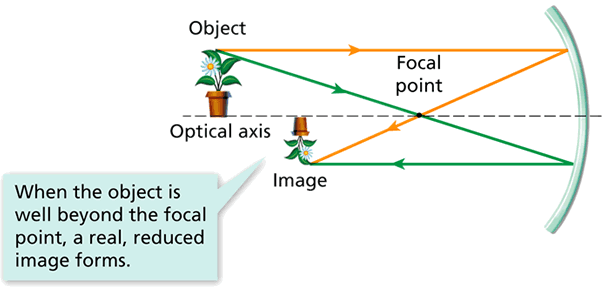 Object
Focal
point
Optical axis
Image
When the object is
well beyond the focal
point, a real, reduced
image forms.